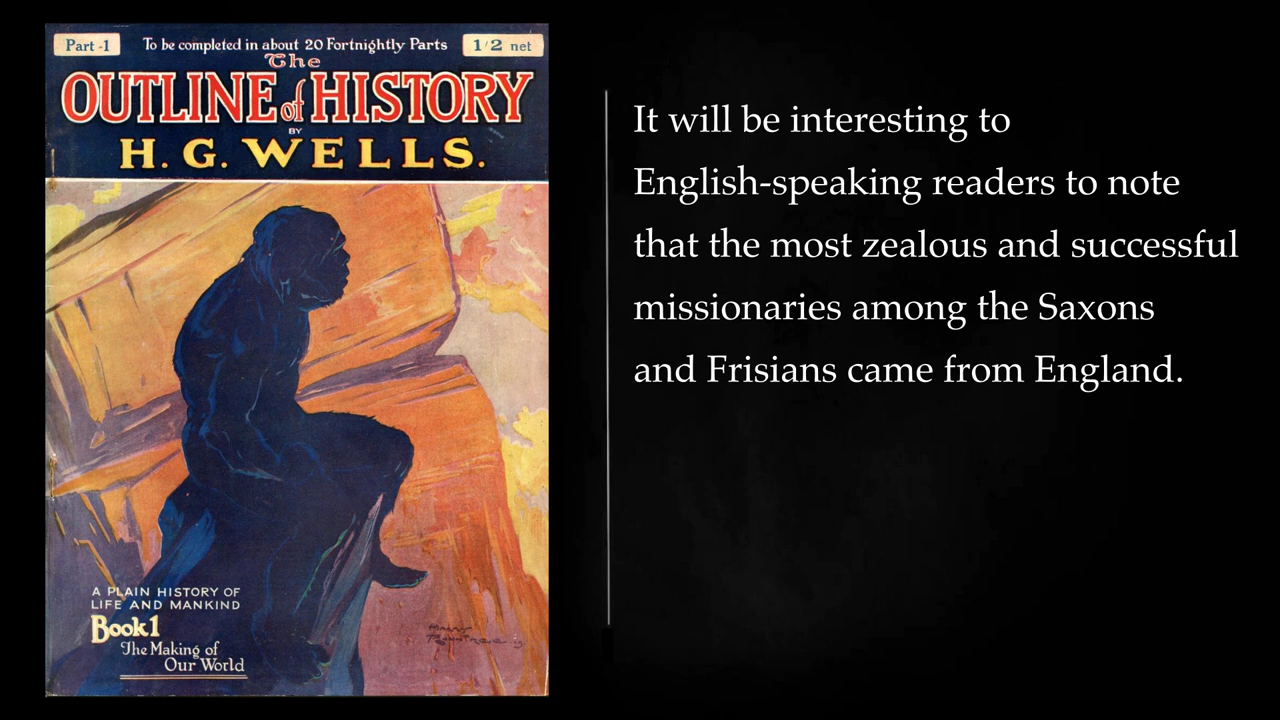 Part -1
To be completed in about 20 Fortnightly Parts
1/2 net
The
OUTLINE of HISTORY
BY
H. G. WELLS.
A PLAIN HISTORY OF
LIFE AND MANKIND
Book 1
The Making of
Our World
It will be interesting to
English-speaking readers to note
that the most zealous and successful
missionaries among the Saxons
and Frisians came from England.